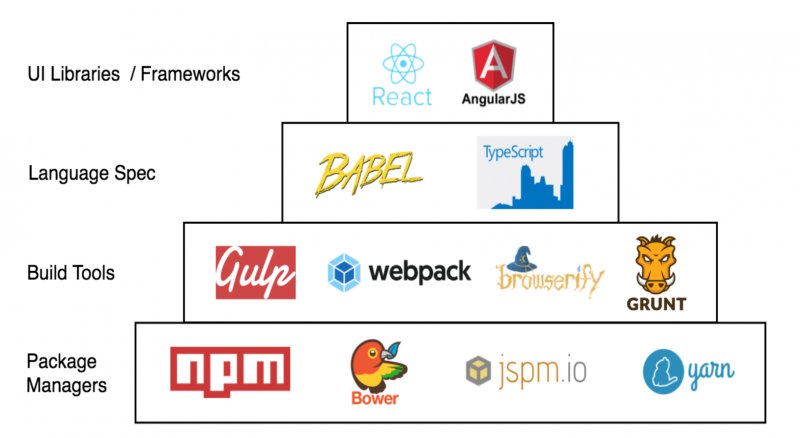 UI Libraries / Frameworks
React
AngularJS
Language Spec
BABEL
TypeScript
Build Tools
Gulp
webpack
browserify
GRUNT
Package
Managers
npm
Bower
jspm.io
yarn